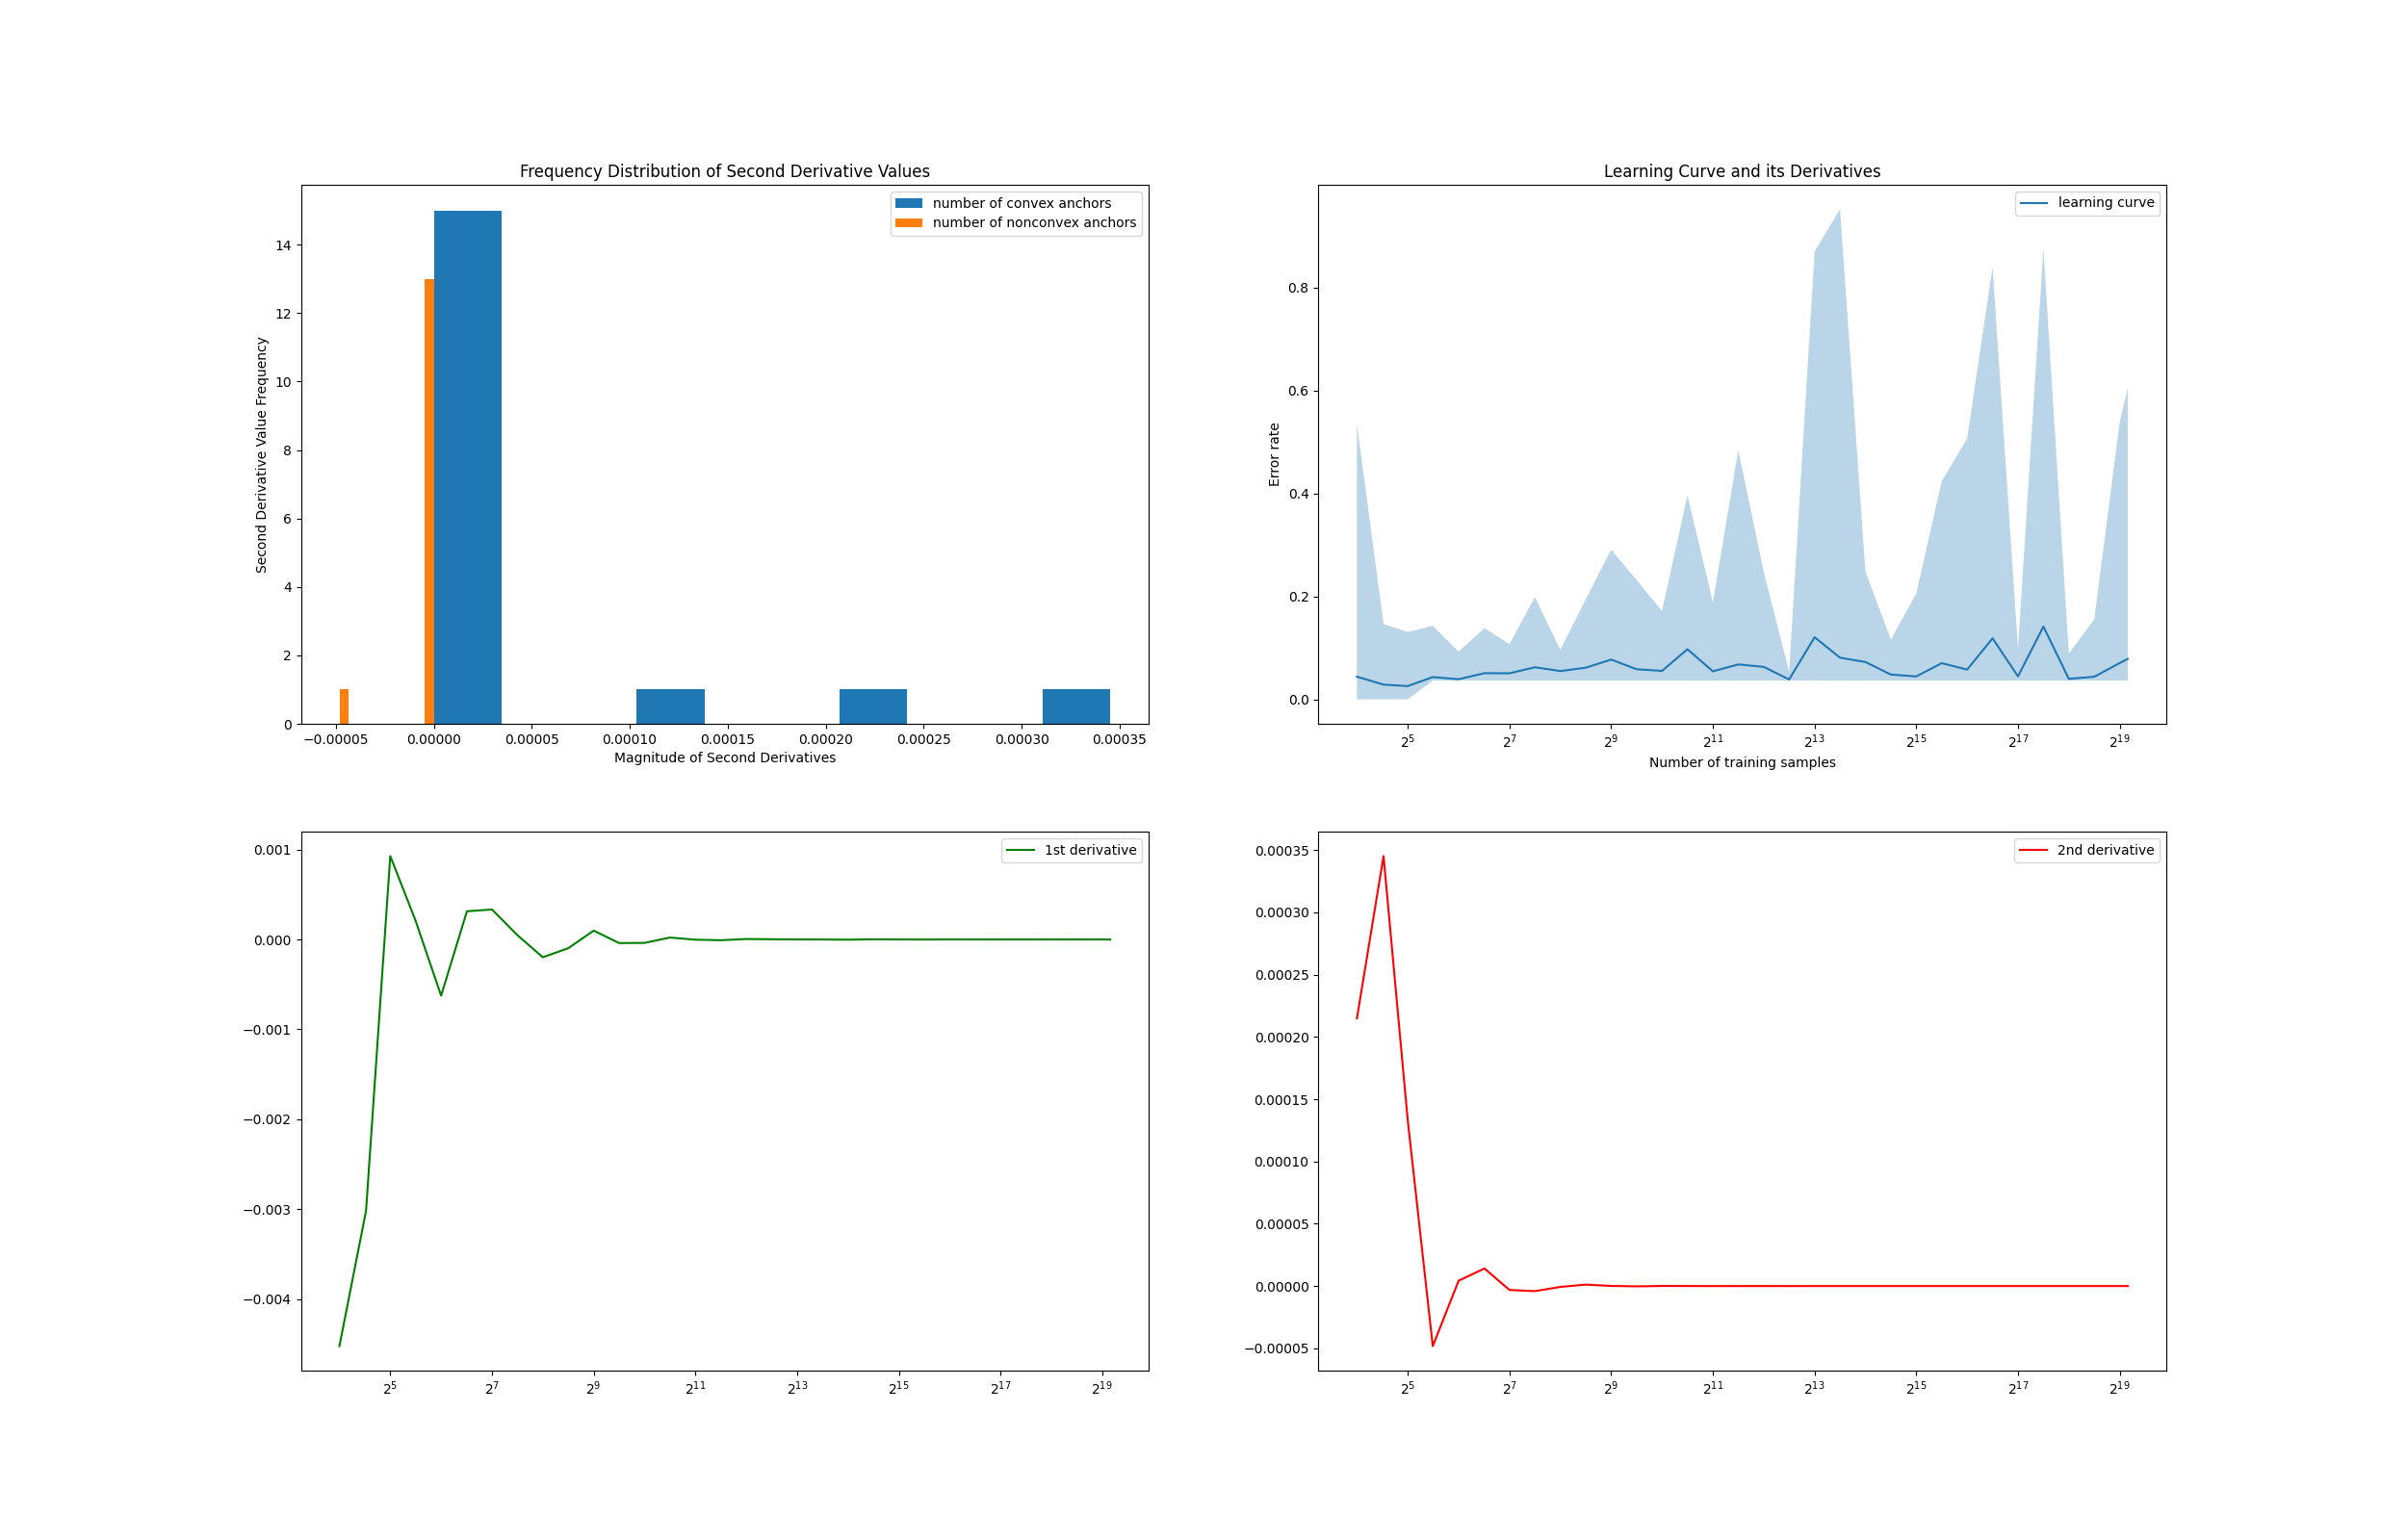 Frequency Distribution of Second Derivative Values
number of convex anchors
number of nonconvex anchors
14
12
10
8
6
4
2
0
Second Derivative Value Frequency
−0.00005 0.00000 0.00005 0.00010 0.00015 0.00020 0.00025 0.00030 0.00035
Magnitude of Second Derivatives
Learning Curve and its Derivatives
learning curve
0.8
0.6
0.4
0.2
0.0
Error rate
2^5 2^7 2^9 2^11 2^13 2^15 2^17 2^19
Number of training samples
1st derivative
0.001
0.000
−0.001
−0.002
−0.003
−0.004
2^5 2^7 2^9 2^11 2^13 2^15 2^17 2^19
2nd derivative
0.00035
0.00030
0.00025
0.00020
0.00015
0.00010
0.00005
0.00000
−0.00005
2^5 2^7 2^9 2^11 2^13 2^15 2^17 2^19